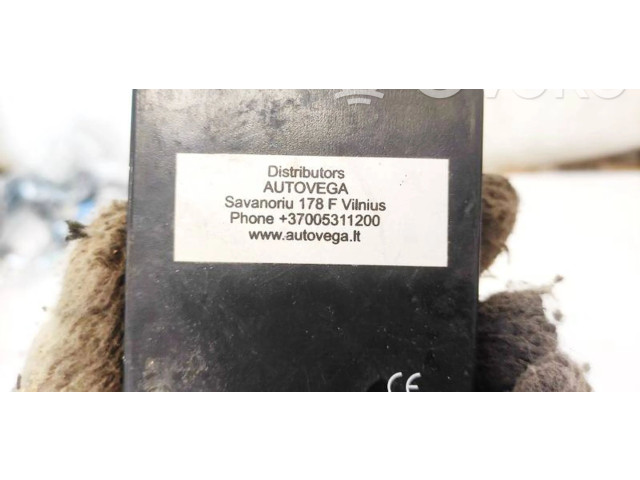 Distributors
AUTOVEGA
Savanoriu 178 F Vilnius
Phone +37005311200
www.autovega.lt
CE